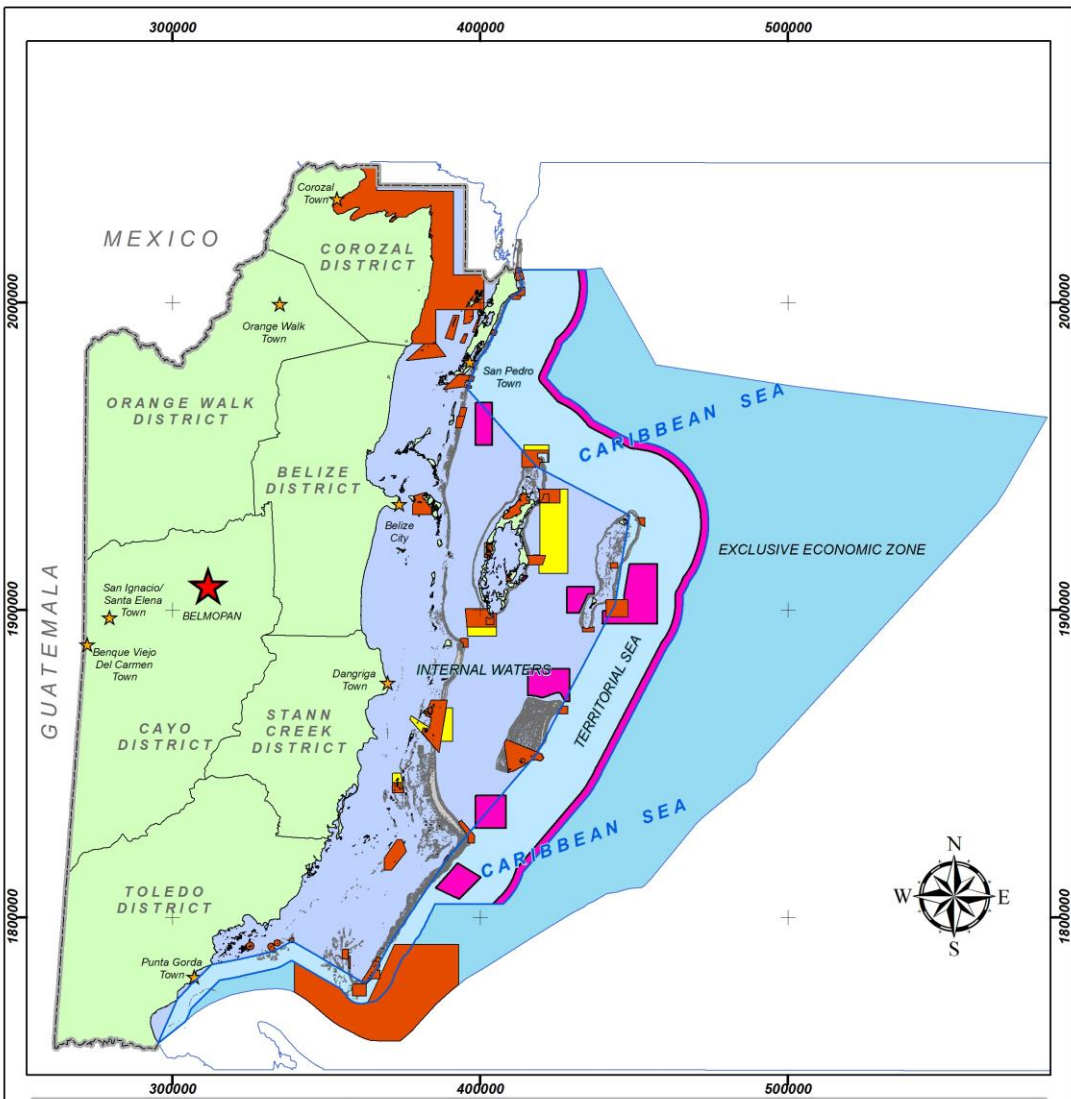 300000
400000
500000
Corozal
Town
MEXICO
COROZAL
DISTRICT
2000000
2000000
Orange Walk
Town
San Pedro
Town
ORANGE WALK
DISTRICT
CARIBBEAN SEA
BELIZE
DISTRICT
Belize
City
EXCLUSIVE ECONOMIC ZONE
San Ignacio/
Santa Elena
Town
BELMOPAN
1900000
1900000
GUATEMALA
Benque Viejo
Del Carmen
Town
Dangriga
Town
INTERNAL WATERS
TERRITORIAL SEA
CAYO
DISTRICT
STANN
CREEK
DISTRICT
CARIBBEAN SEA
N
W
E
S
TOLEDO
DISTRICT
1800000
1800000
Punta Gorda
Town
300000
400000
500000